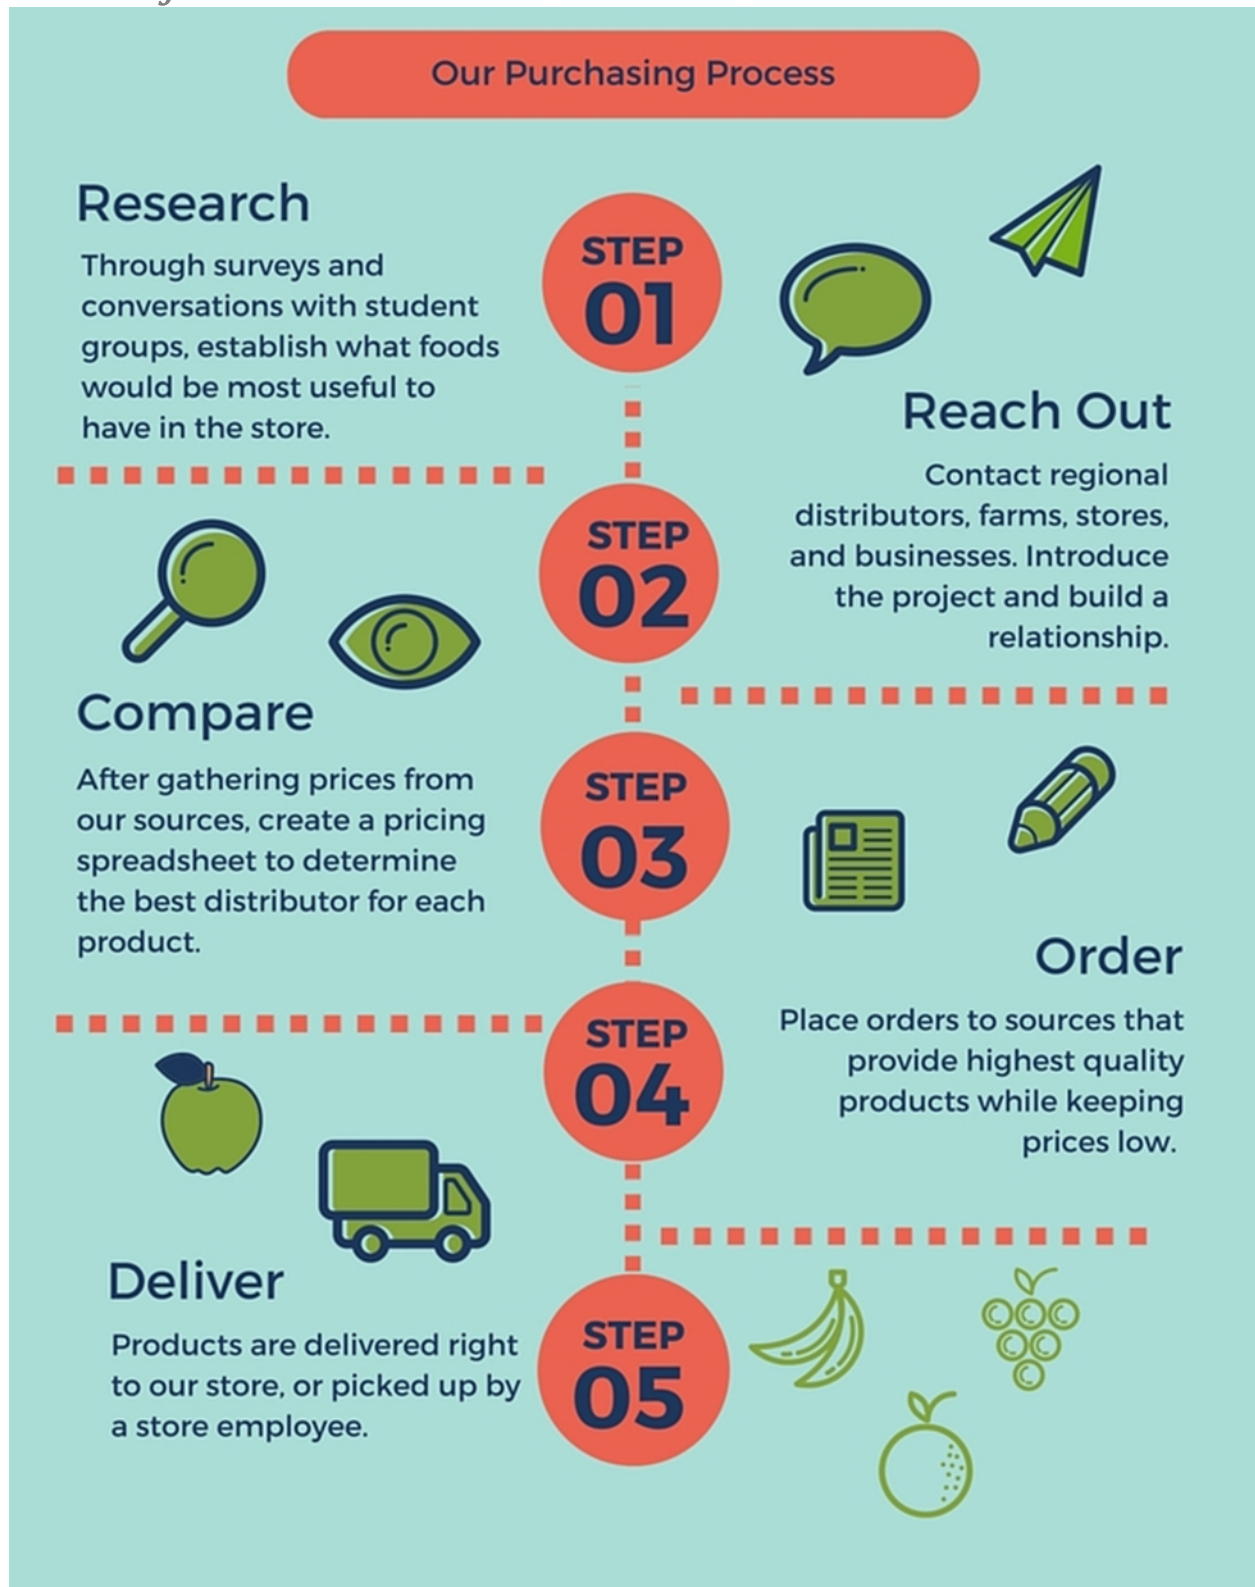 Our Purchasing Process
Research
Through surveys and
conversations with student
groups, establish what foods
would be most useful to
have in the store.
STEP
01
Reach Out
Contact regional
distributors, farms, stores,
and businesses. Introduce
the project and build a
relationship.
STEP
02
Compare
After gathering prices from
our sources, create a pricing
spreadsheet to determine
the best distributor for each
product.
STEP
03
Order
Place orders to sources that
provide highest quality
products while keeping
prices low.
STEP
04
Deliver
Products are delivered right
to our store, or picked up by
a store employee.
STEP
05